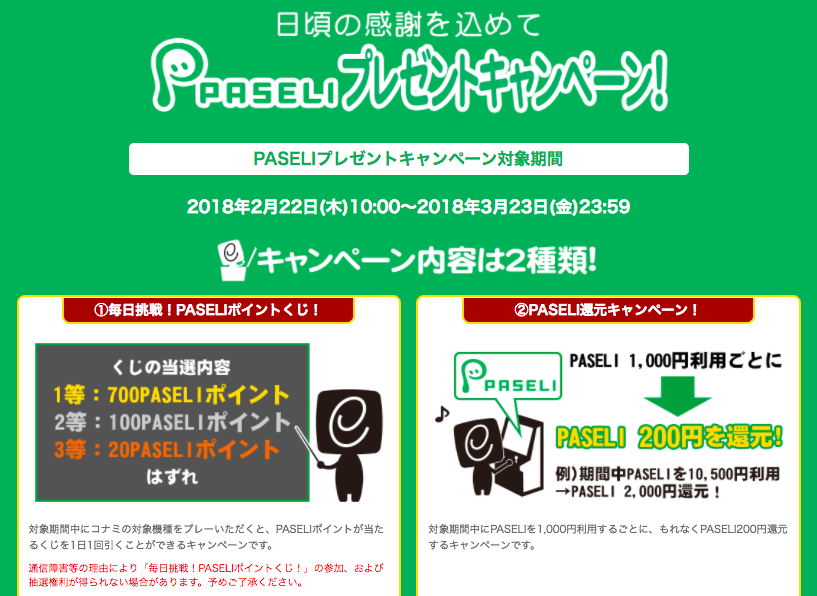 日頃の感謝を込めて
PASELIプレゼントキャンペーン!
PASELIプレゼントキャンペーン対象期間
2018年2月22日(木)10:00〜2018年3月23日(金)23:59
キャンペーン内容は2種類!
①毎日挑戦！PASELIポイントくじ！
くじの当選内容
1等：700PASELIポイント
2等：100PASELIポイント
3等：20PASELIポイント
はずれ
対象期間中にコナミの対象機種をプレーいただくと、PASELIポイントが当た
るくじを1日1回引くことができるキャンペーンです。
通信障害等の理由により「毎日挑戦！PASELIポイントくじ！」の参加、および
抽選権利が得られない場合があります。予めご了承ください。
②PASELI還元キャンペーン！
PASELI
PASELI 1,000円利用ごとに
PASELI 200円を還元!
例)期間中PASELIを10,500円利用
→PASELI 2,000円還元！
対象期間中にPASELIを1,000円利用するごとに、もれなくPASELI200円還元
するキャンペーンです。